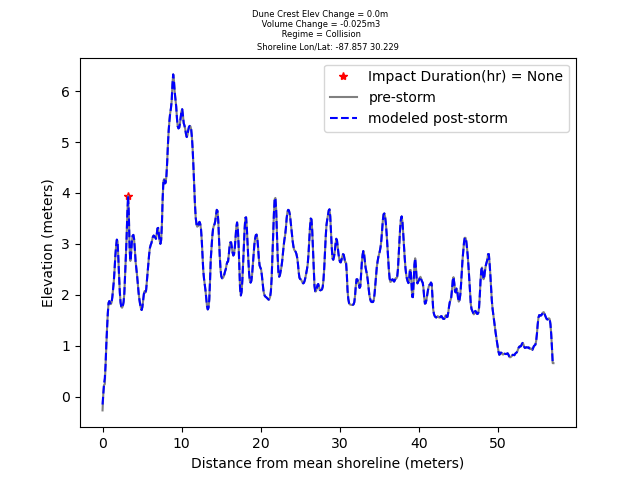 Dune Crest Elev Change = 0.0m
Volume Change = -0.025m3
Regime = Collision
Shoreline Lon/Lat: -87.857 30.229
Impact Duration(hr) = None
pre-storm
modeled post-storm
Elevation (meters)
6
5
4
3
2
1
0
0 10 20 30 40 50
Distance from mean shoreline (meters)